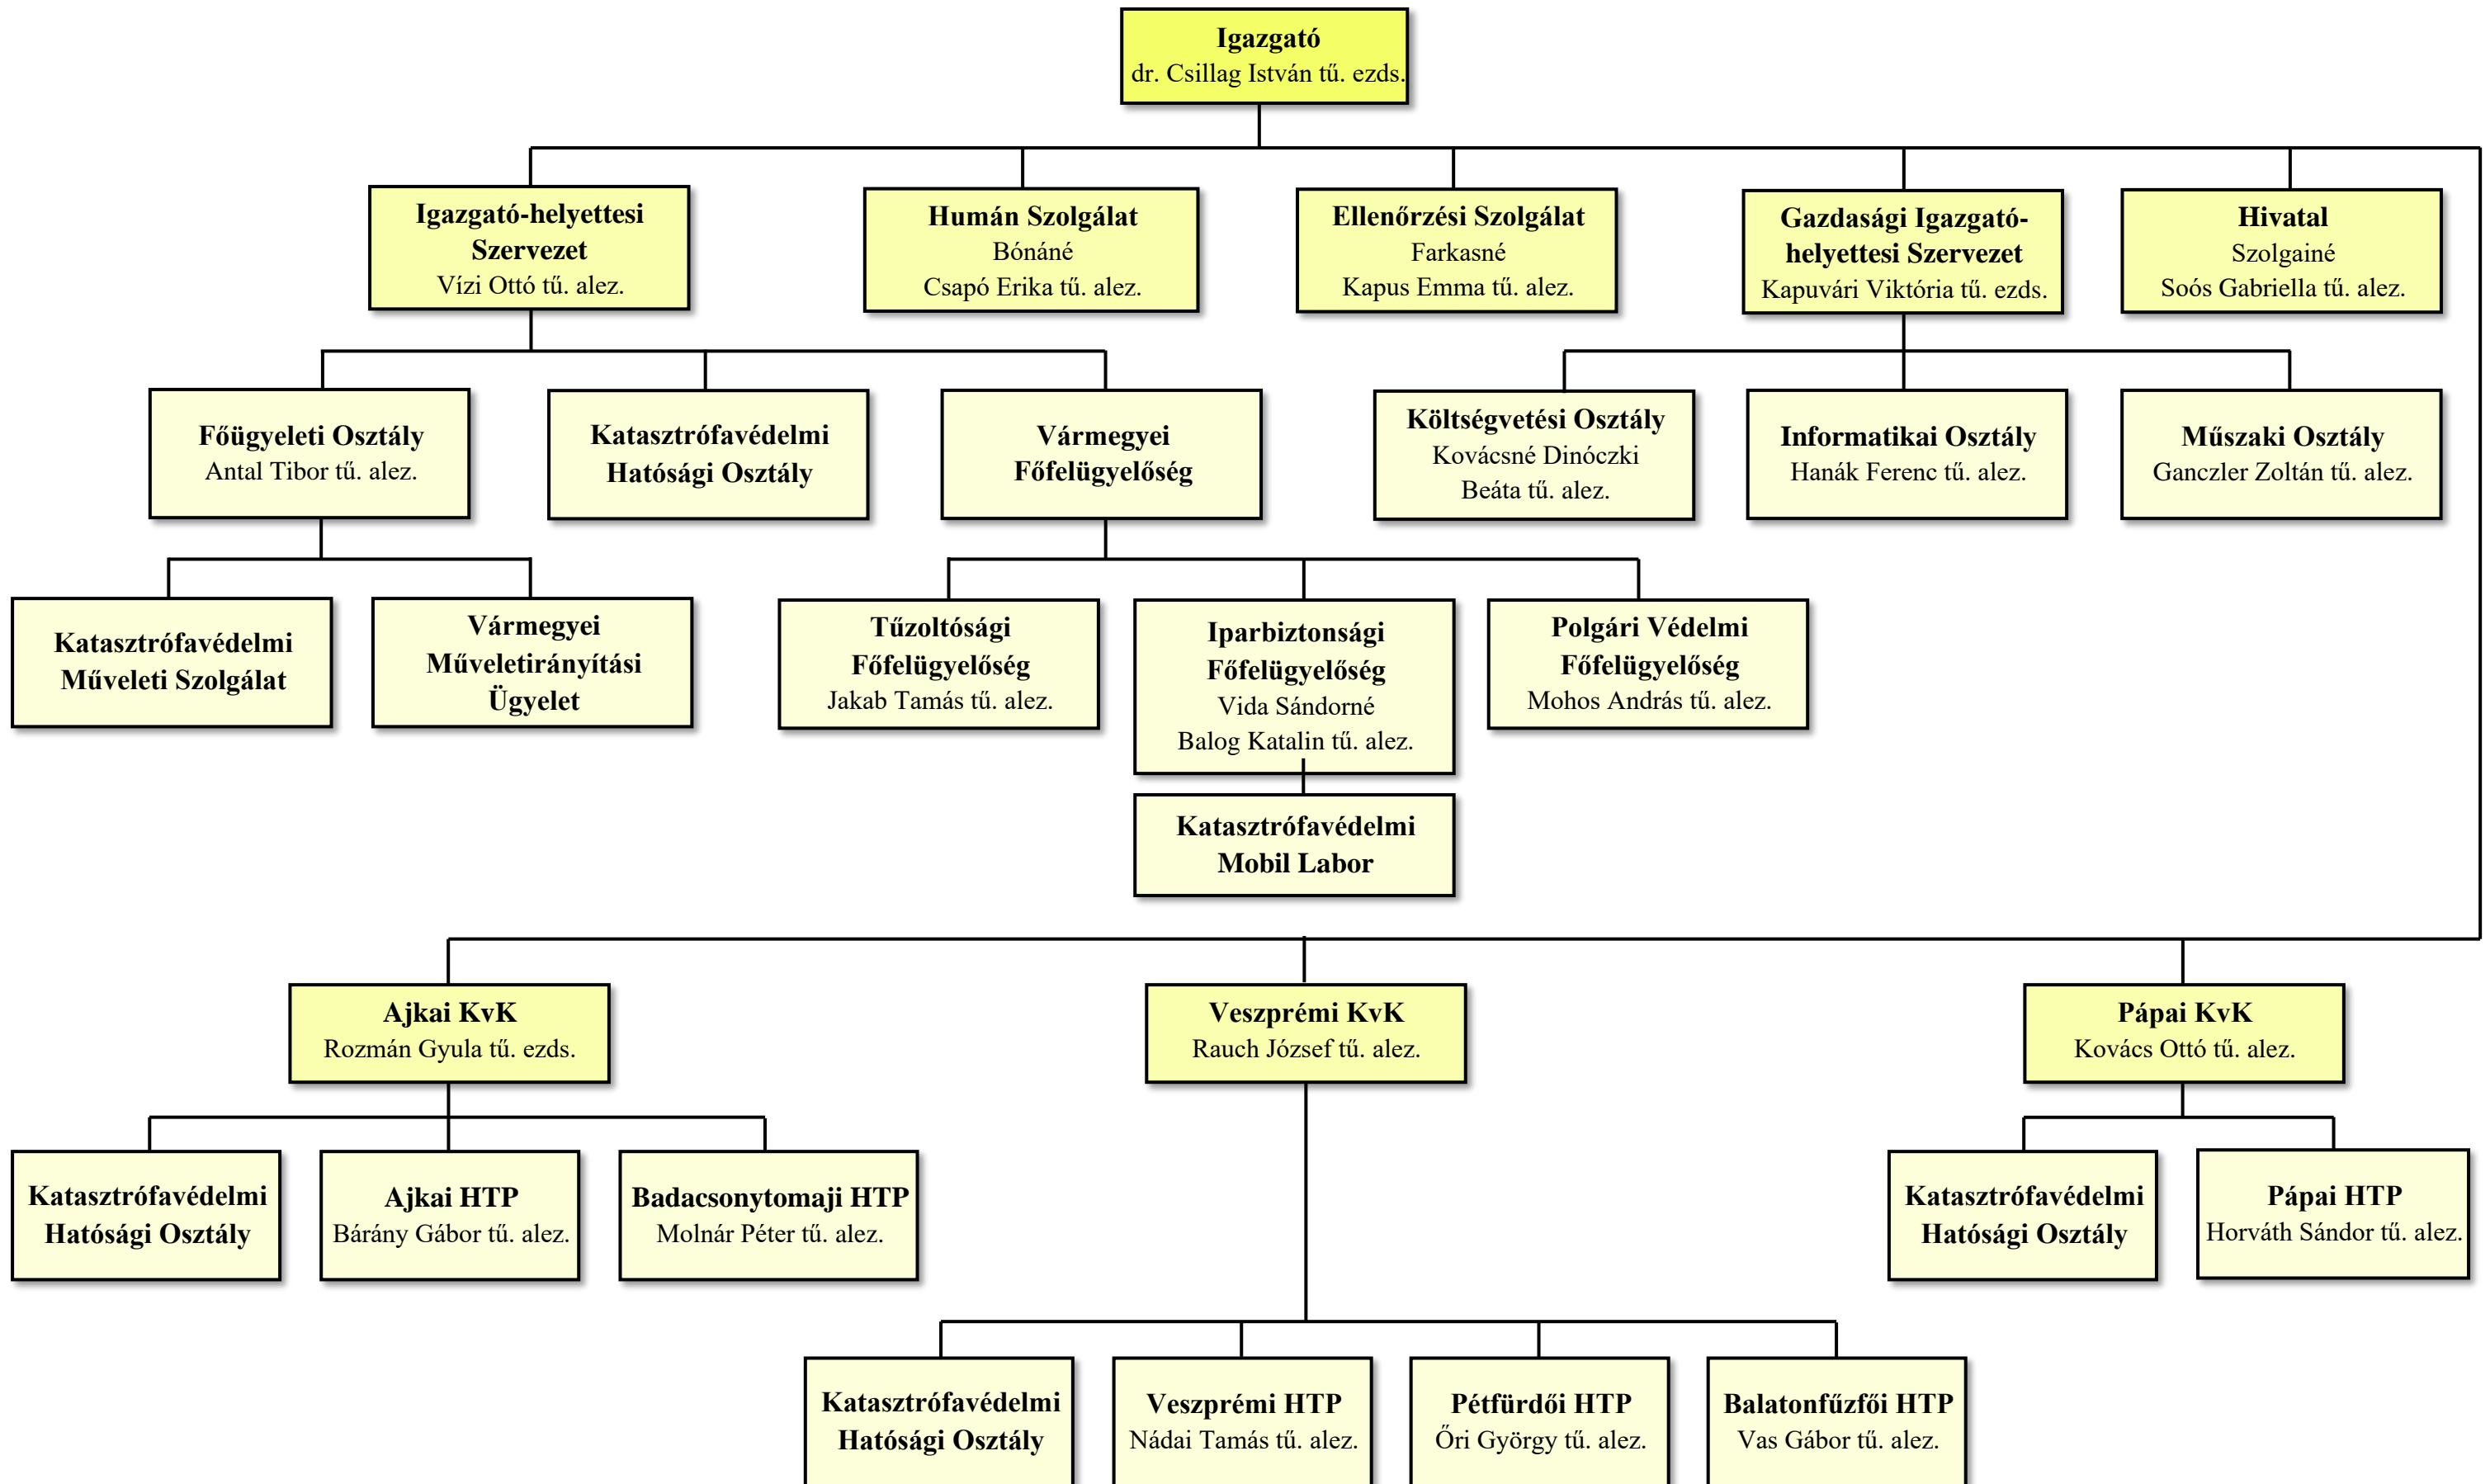 Igazgató
dr. Csillag István tű. ezds.
Igazgató-helyettesi
Szervezet
Vízi Ottó tű. alez.
Humán Szolgálat
Bónáné
Csapó Erika tű. alez.
Ellenőrzési Szolgálat
Farkasné
Kapus Emma tű. alez.
Gazdasági Igazgató-
helyettesi Szervezet
Kapuvári Viktória tű. ezds.
Hivatal
Szolgainé
Soós Gabriella tű. alez.
Főügyeleti Osztály
Antal Tibor tű. alez.
Katasztrófavédelmi
Hatósági Osztály
Vármegyei
Főfelügyelőség
Költségvetési Osztály
Kovácsné Dinóczki
Beáta tű. alez.
Informatikai Osztály
Hanák Ferenc tű. alez.
Műszaki Osztály
Ganczler Zoltán tű. alez.
Katasztrófavédelmi
Műveleti Szolgálat
Vármegyei
Műveletirányítási
Ügyelet
Tűzoltósági
Főfelügyelőség
Jakab Tamás tű. alez.
Iparbiztonsági
Főfelügyelőség
Vida Sándorné
Balog Katalin tű. alez.
Polgári Védelmi
Főfelügyelőség
Mohos András tű. alez.
Katasztrófavédelmi
Mobil Labor
Ajkai KvK
Rozmán Gyula tű. ezds.
Veszprémi KvK
Rauch József tű. alez.
Pápai KvK
Kovács Ottó tű. alez.
Katasztrófavédelmi
Hatósági Osztály
Ajkai HTP
Bárány Gábor tű. alez.
Badacsonytomaji HTP
Molnár Péter tű. alez.
Katasztrófavédelmi
Hatósági Osztály
Pápai HTP
Horváth Sándor tű. alez.
Katasztrófavédelmi
Hatósági Osztály
Veszprémi HTP
Nádai Tamás tű. alez.
Pétfürdői HTP
Őri György tű. alez.
Balatonfűzfői HTP
Vas Gábor tű. alez.